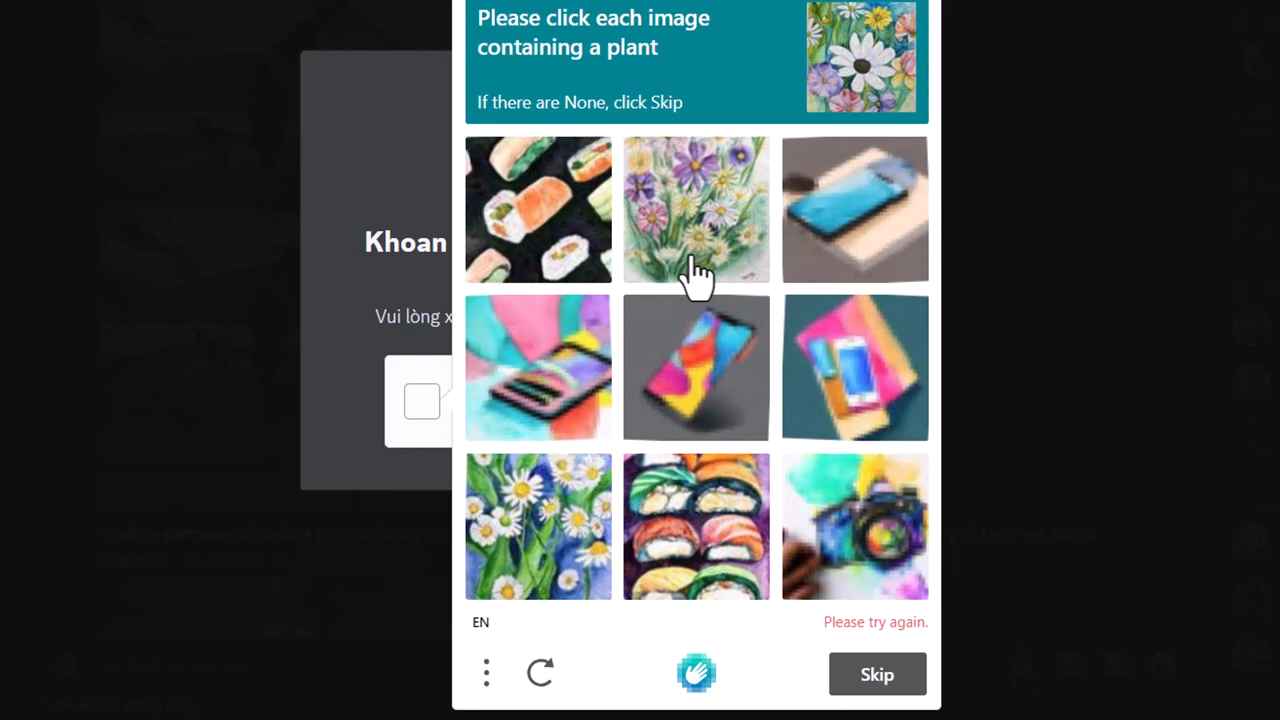 Please click each image
containing a plant
If there are None, click Skip
Khoan
Vui lòng x
EN
Please try again.
Skip